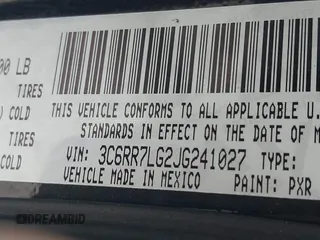 00 LB
TIRES
) COLD
THIS VEHICLE CONFORMS TO ALL APPLICABLE U.
TIRES
STANDARDS IN EFFECT ON THE DATE OF M
COLD
VIN: 3C6RR7LG2JG241027 TYPE:
VEHICLE MADE IN MEXICO PAINT: PXR
DREAMBID